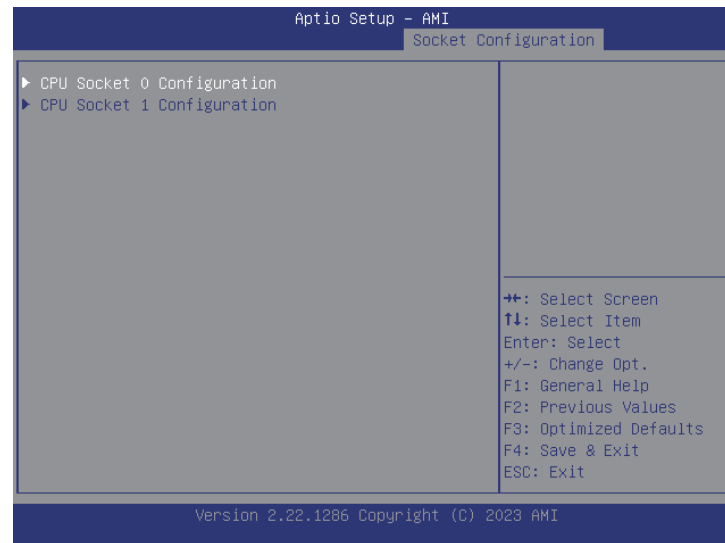 Aptio Setup – AMI
Socket Configuration
▶ CPU Socket 0 Configuration
▶ CPU Socket 1 Configuration
→←: Select Screen
↑↓: Select Item
Enter: Select
+/-: Change Opt.
F1: General Help
F2: Previous Values
F3: Optimized Defaults
F4: Save & Exit
ESC: Exit
Version 2.22.1286 Copyright (C) 2023 AMI